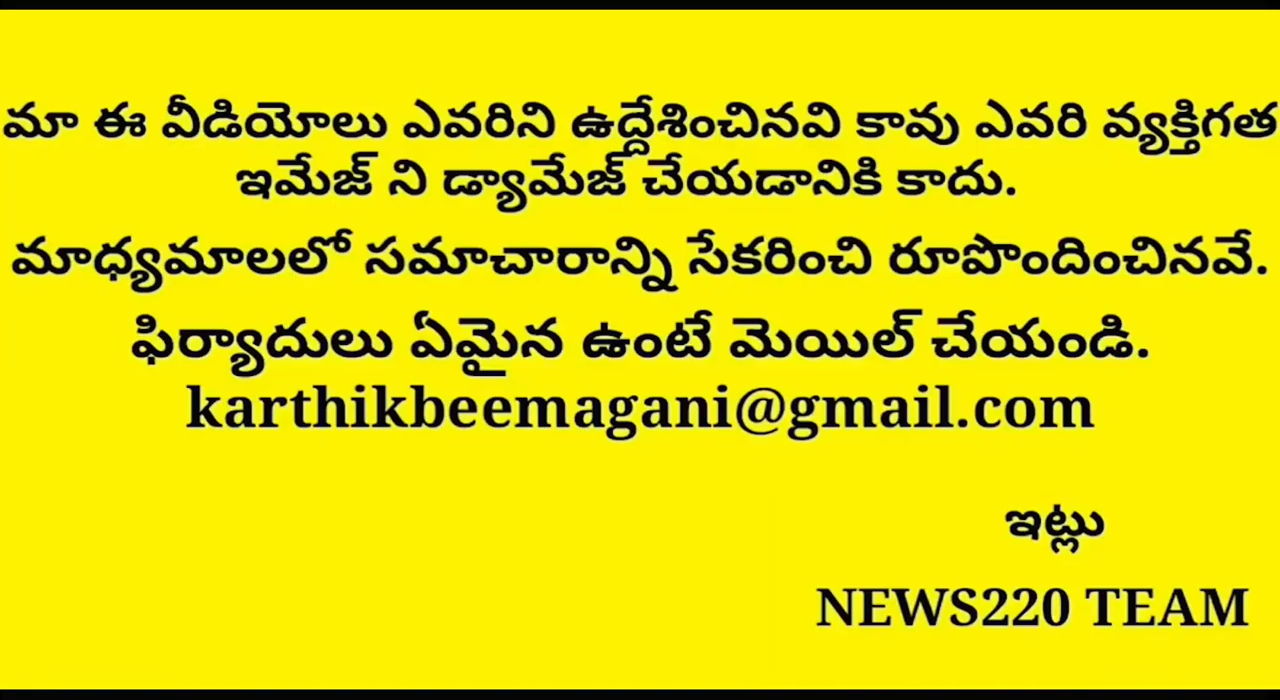 మా ఈ వీడియోలు ఎవరిని ఉద్దేశించినవి కావు ఎవరి వ్యక్తిగత
ఇమేజ్ ని డ్యామేజ్ చేయడానికి కాదు.
మాధ్యమాలలో సమాచారాన్ని సేకరించి రూపొందించినవే.
ఫిర్యాదులు ఏమైన ఉంటే మెయిల్ చేయండి.
karthikbeemagani@gmail.com
ఇట్లు
NEWS220 TEAM